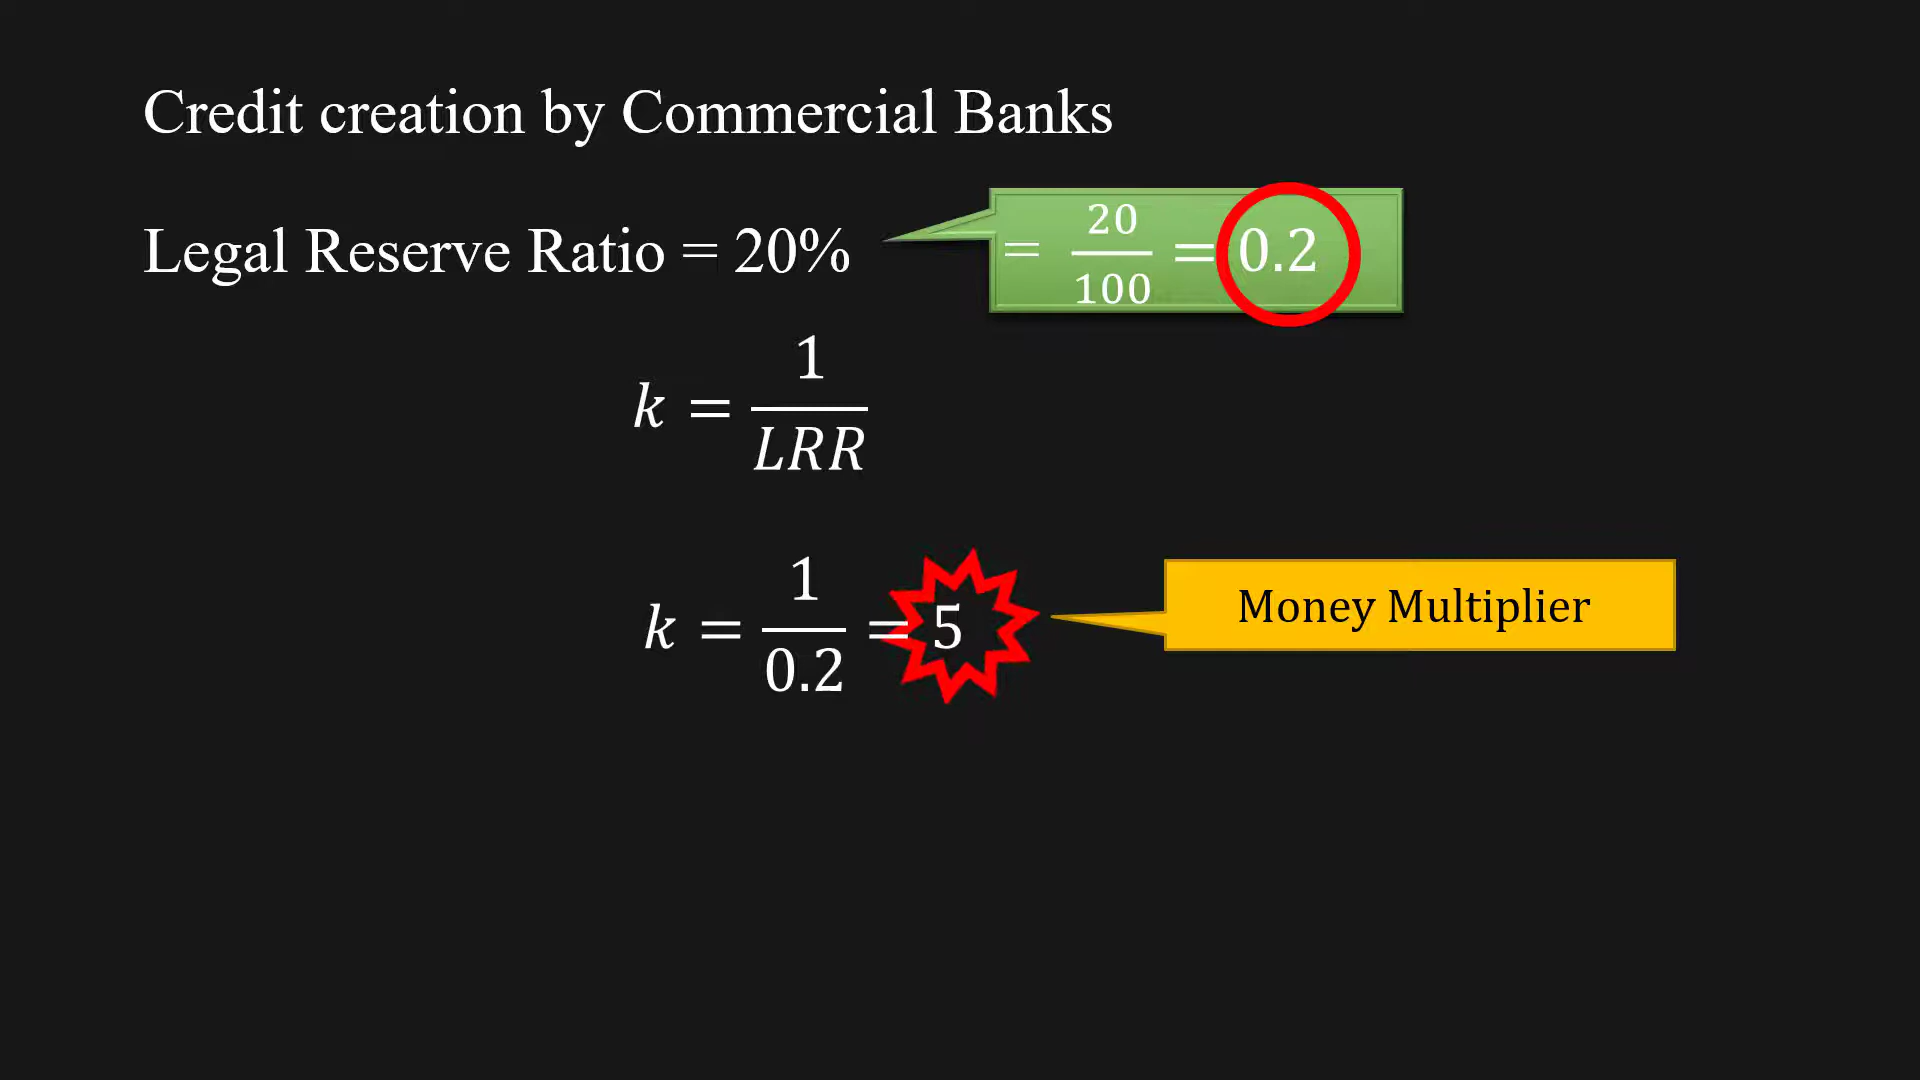 Credit creation by Commercial Banks
Legal Reserve Ratio = 20%
= 20/100 = 0.2
k = 1/LRR
k = 1/0.2 = 5
Money Multiplier